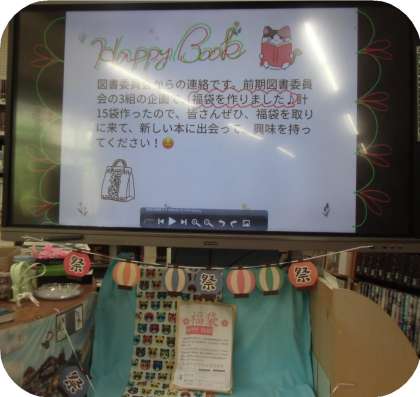 Happy Book
図書委員会からの連絡です。前期図書委員
会の3組の企画で、福袋を作りました♪計
15袋作ったので、皆さんぜひ、福袋を取り
に来て、新しい本に出会って、興味を持っ
てください！😆
祭
祭
祭
福袋
祭